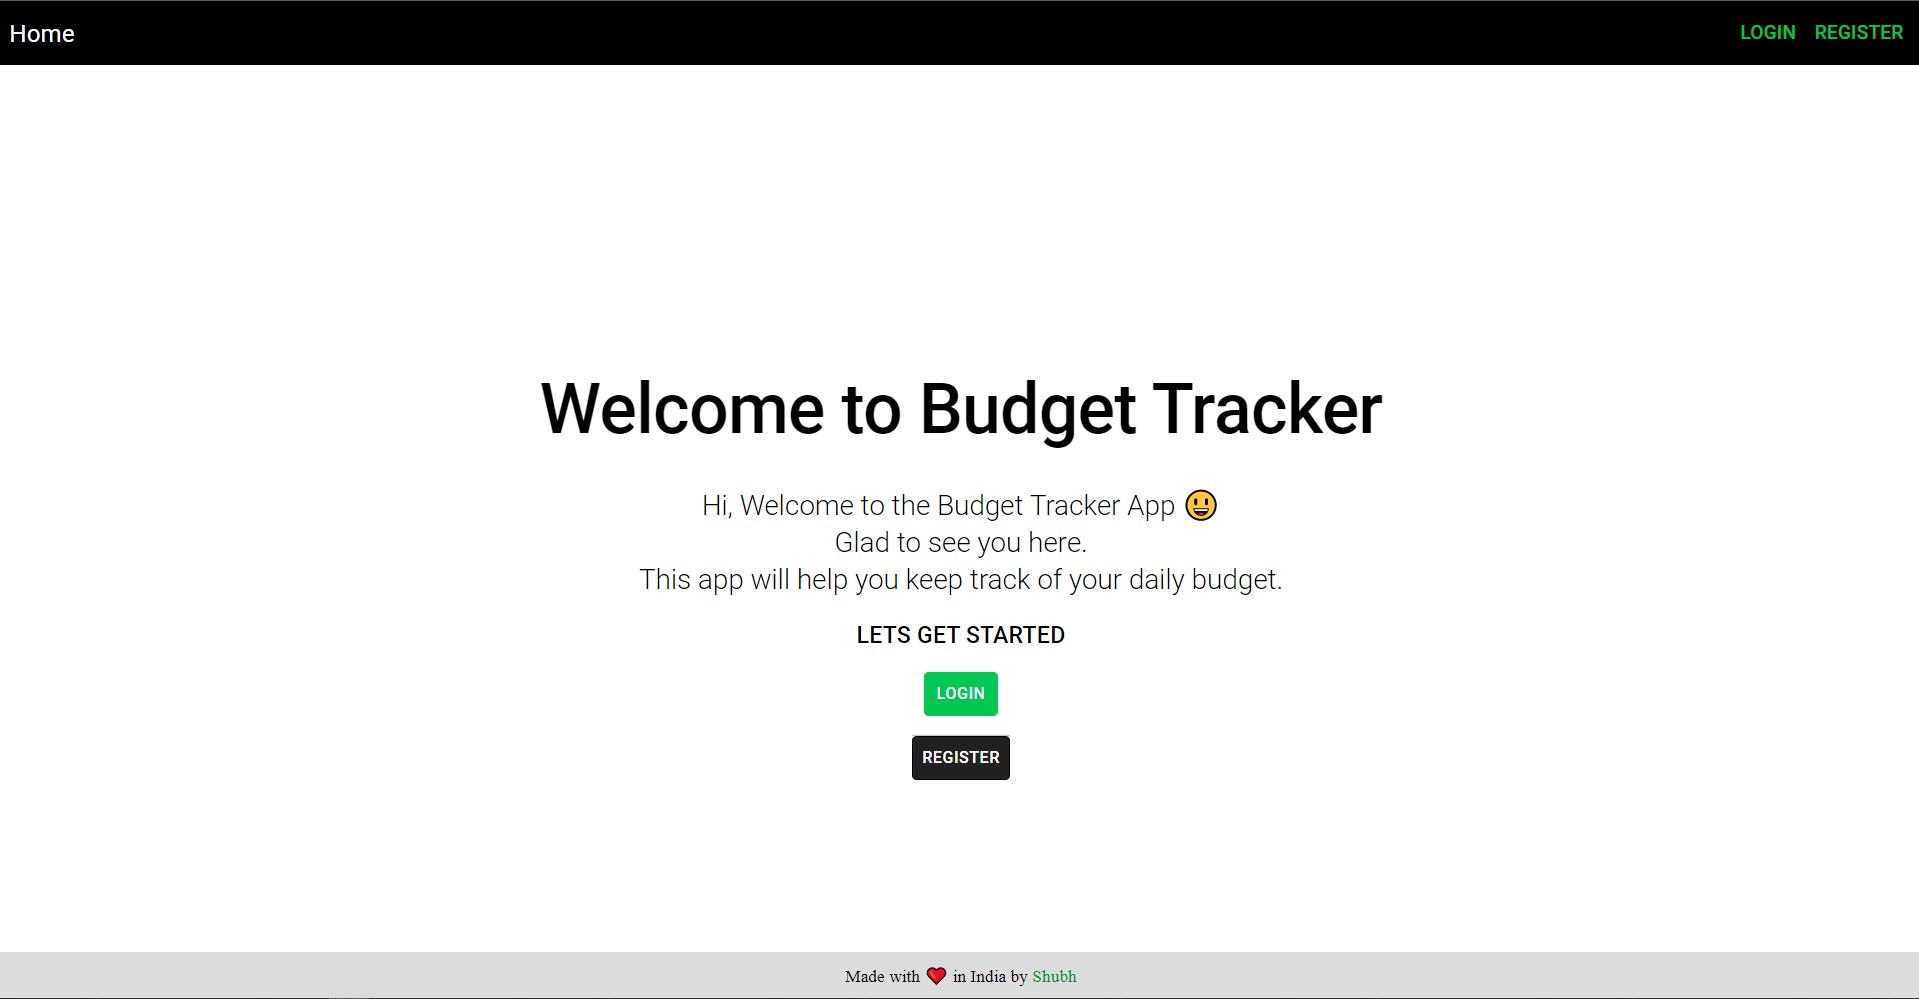 Home LOGIN REGISTER
Welcome to Budget Tracker
Hi, Welcome to the Budget Tracker App 😃
Glad to see you here.
This app will help you keep track of your daily budget.
LETS GET STARTED
LOGIN
REGISTER
Made with ❤️ in India by Shubh